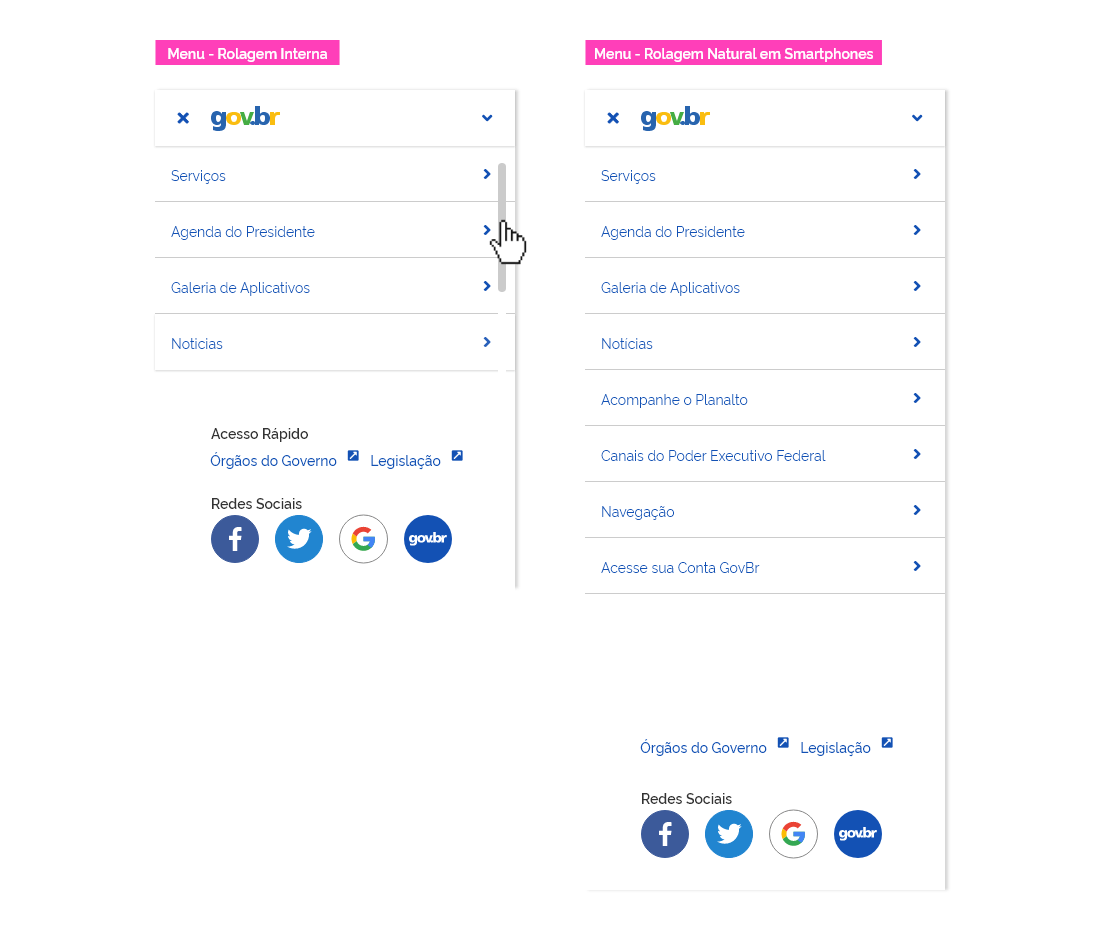 Menu - Rolagem Interna
gov.br
Serviços
Agenda do Presidente
Galeria de Aplicativos
Notícias
Acesso Rápido
Órgãos do Governo Legislação
Redes Sociais
gov.br
Menu - Rolagem Natural em Smartphones
gov.br
Serviços
Agenda do Presidente
Galeria de Aplicativos
Notícias
Acompanhe o Planalto
Canais do Poder Executivo Federal
Navegação
Acesse sua Conta GovBr
Órgãos do Governo Legislação
Redes Sociais
gov.br